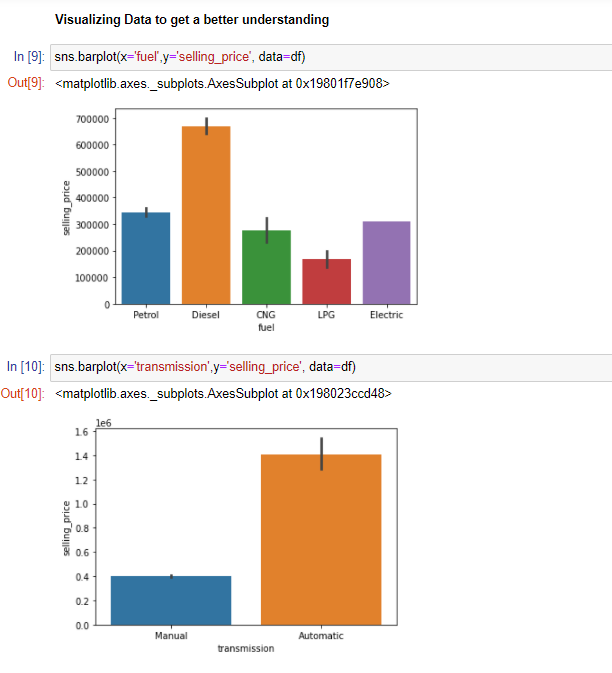 Visualizing Data to get a better understanding
In [9]: sns.barplot(x='fuel',y='selling_price', data=df)
Out[9]: <matplotlib.axes._subplots.AxesSubplot at 0x19801f7e908>
700000
600000
500000
400000
300000
200000
100000
0
selling_price
Petrol Diesel CNG LPG Electric
fuel
In [10]: sns.barplot(x='transmission',y='selling_price', data=df)
Out[10]: <matplotlib.axes._subplots.AxesSubplot at 0x198023ccd48>
1e6
1.6
1.4
1.2
1.0
0.8
0.6
0.4
0.2
0.0
selling_price
Manual Automatic
transmission